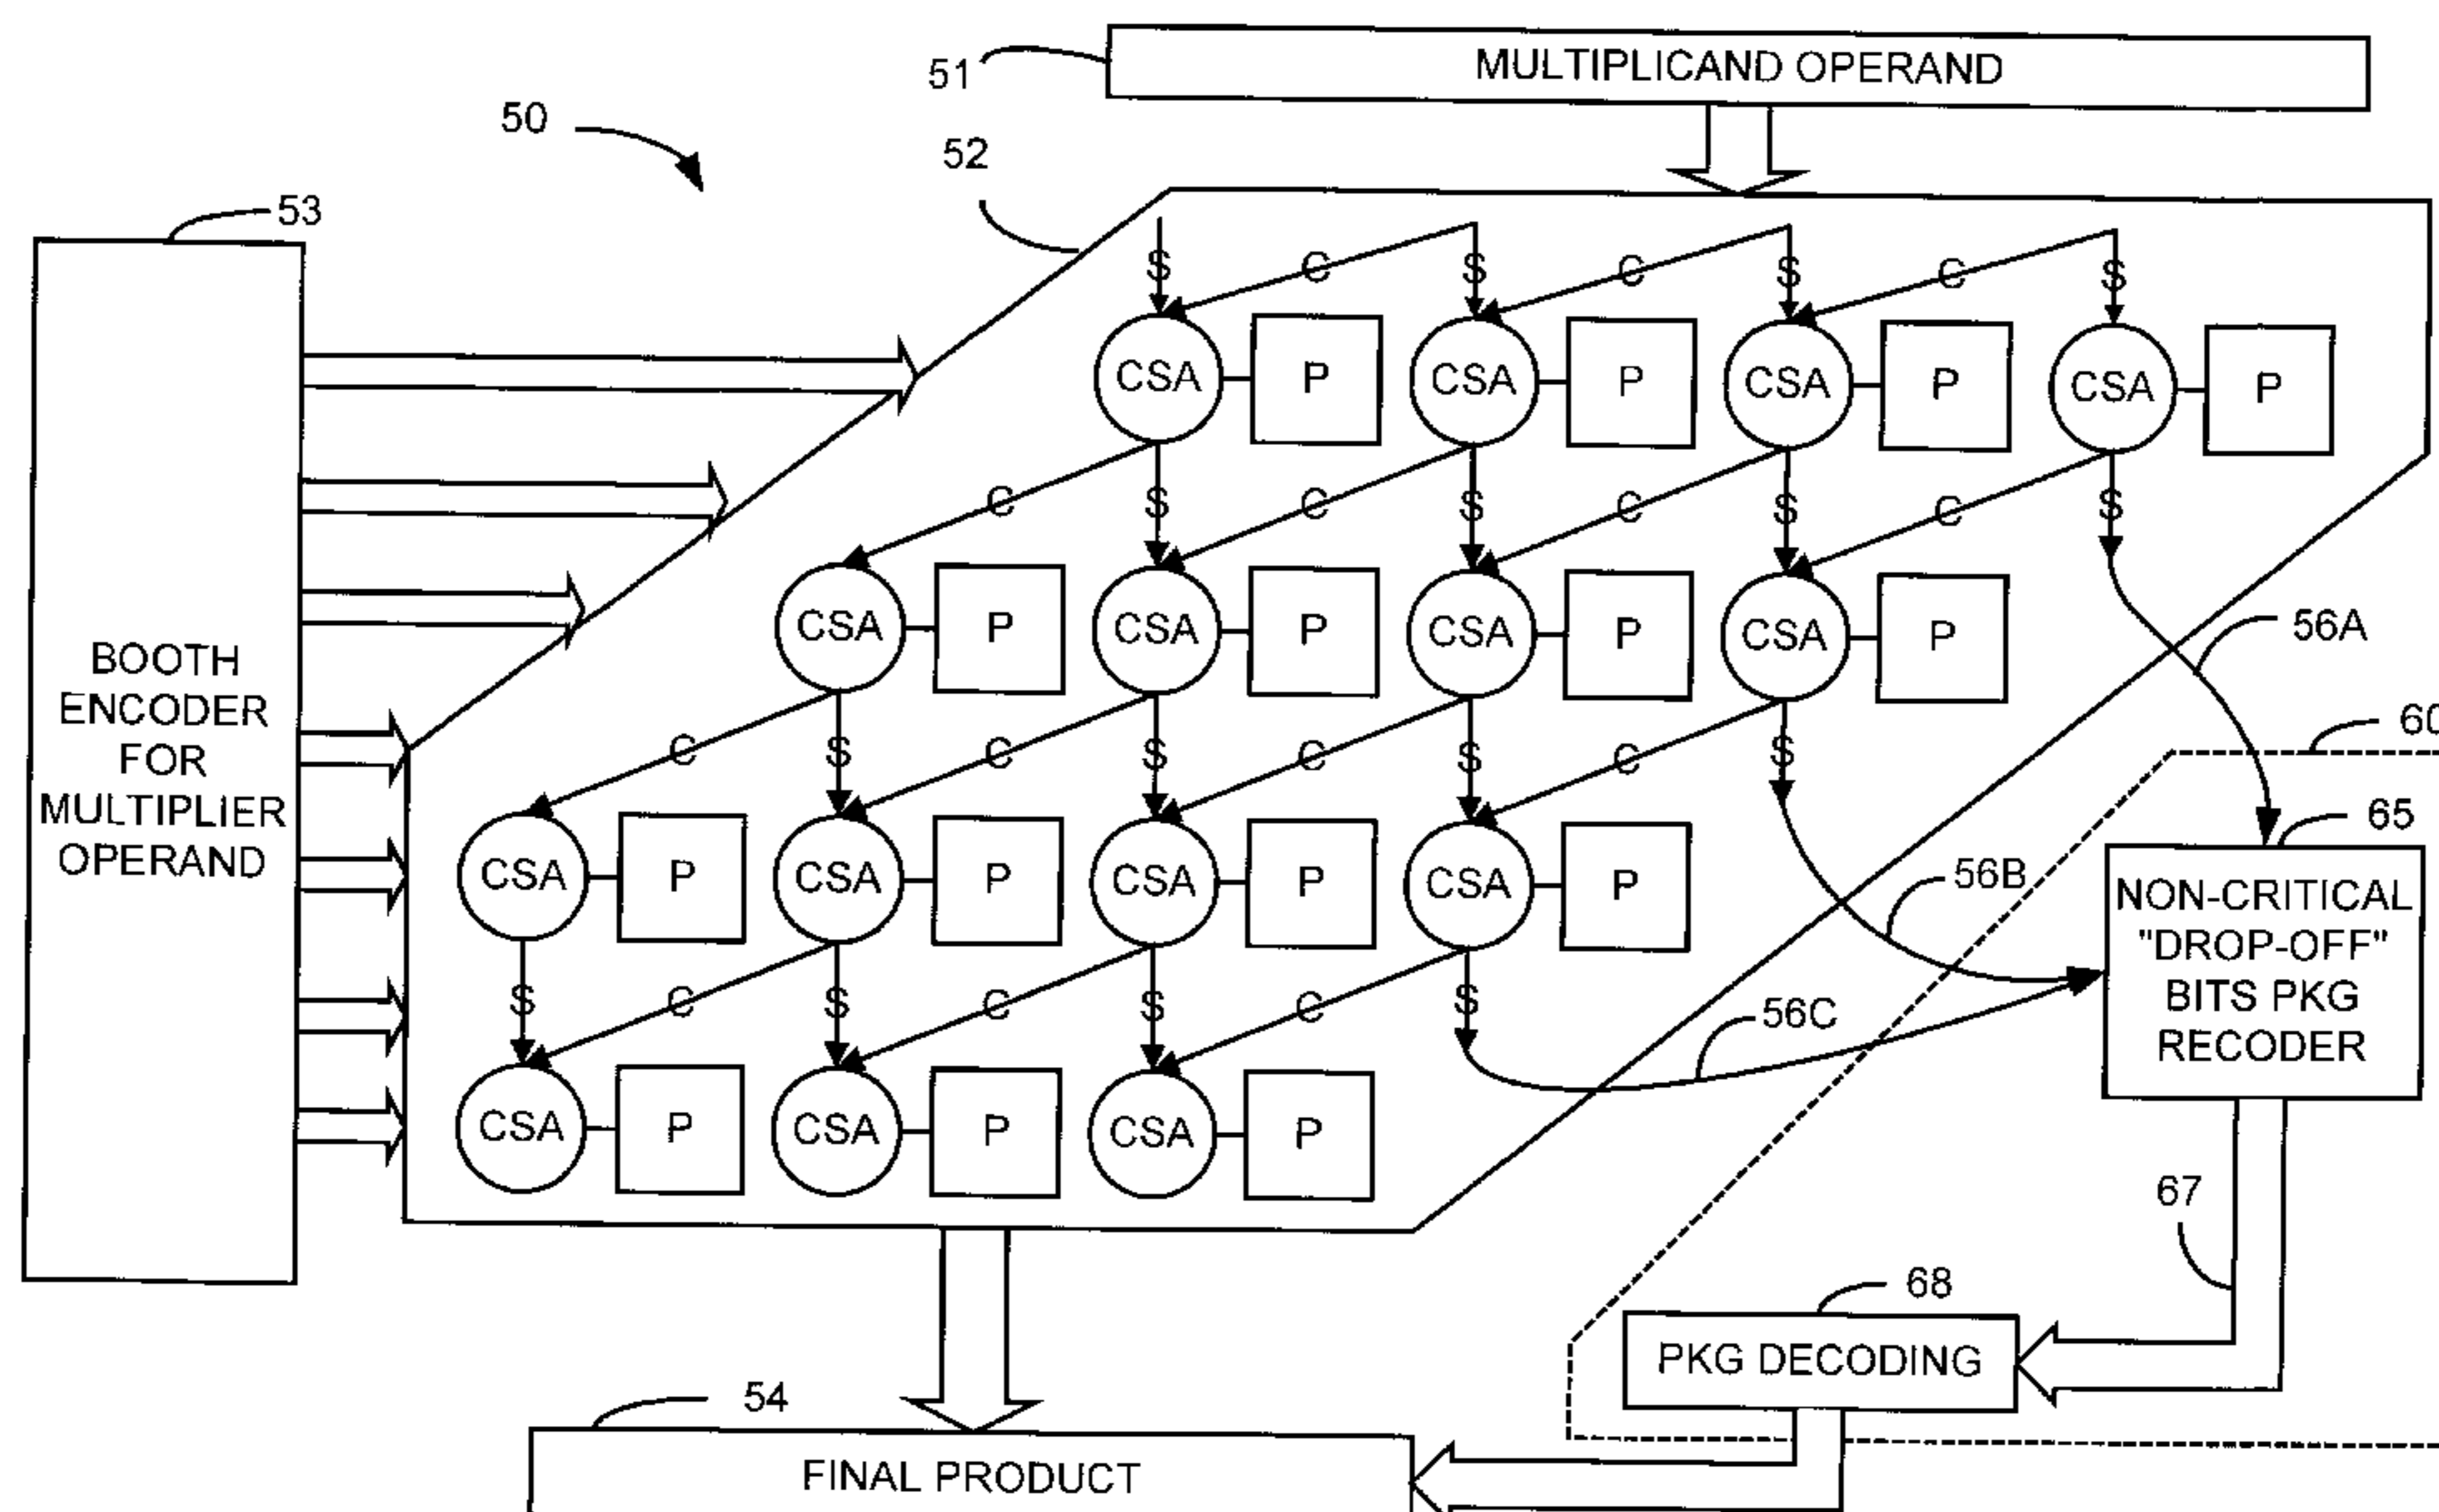 51
MULTIPLICAND OPERAND
50
52
53
S C S C S C S
CSA P CSA P CSA P CSA P
C S C S C S C S
56A
CSA P CSA P CSA P CSA P
60
C S C S C S C S
65
BOOTH
ENCODER
FOR
MULTIPLIER
OPERAND
CSA P CSA P CSA P CSA P
56B
NON-CRITICAL
"DROP-OFF"
BITS PKG
RECODER
S C S C S C S
56C
CSA P CSA P CSA P
67
68
PKG DECODING
54
FINAL PRODUCT